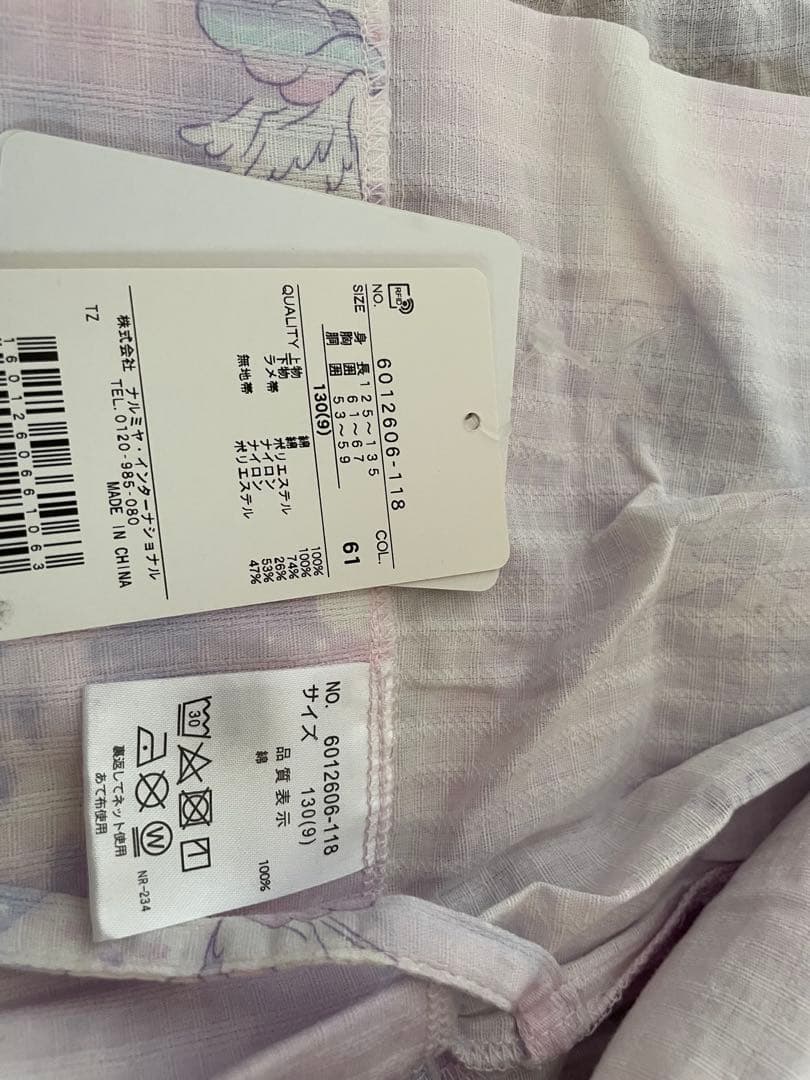 RFID
NO. 6012606-118 COL.
SIZE 身 長 125～135 61
胸 囲 61～67
胴 囲 53～59
130(9)
QUALITY 上物 綿 100%
下物 綿 100%
ラメ帯 ポリエステル 74%
ナイロン 26%
無地帯 ナイロン 53%
ポリエステル 47%
株式会社 ナルミヤ・インターナショナル
TEL.0120-985-080
MADE IN CHINA
TZ
1601260661063
NO. 6012606-118
サイズ 130(9)
品質表示
綿 100%
30
W
裏返してネット使用
あて布使用
NR-234